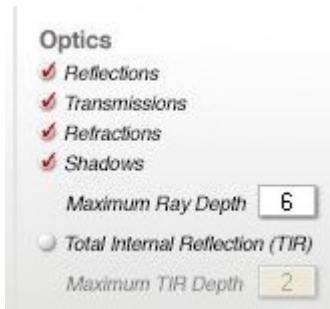 Optics
Reflections
Transmissions
Refractions
Shadows
Maximum Ray Depth 6
Total Internal Reflection (TIR)
Maximum TIR Depth 2